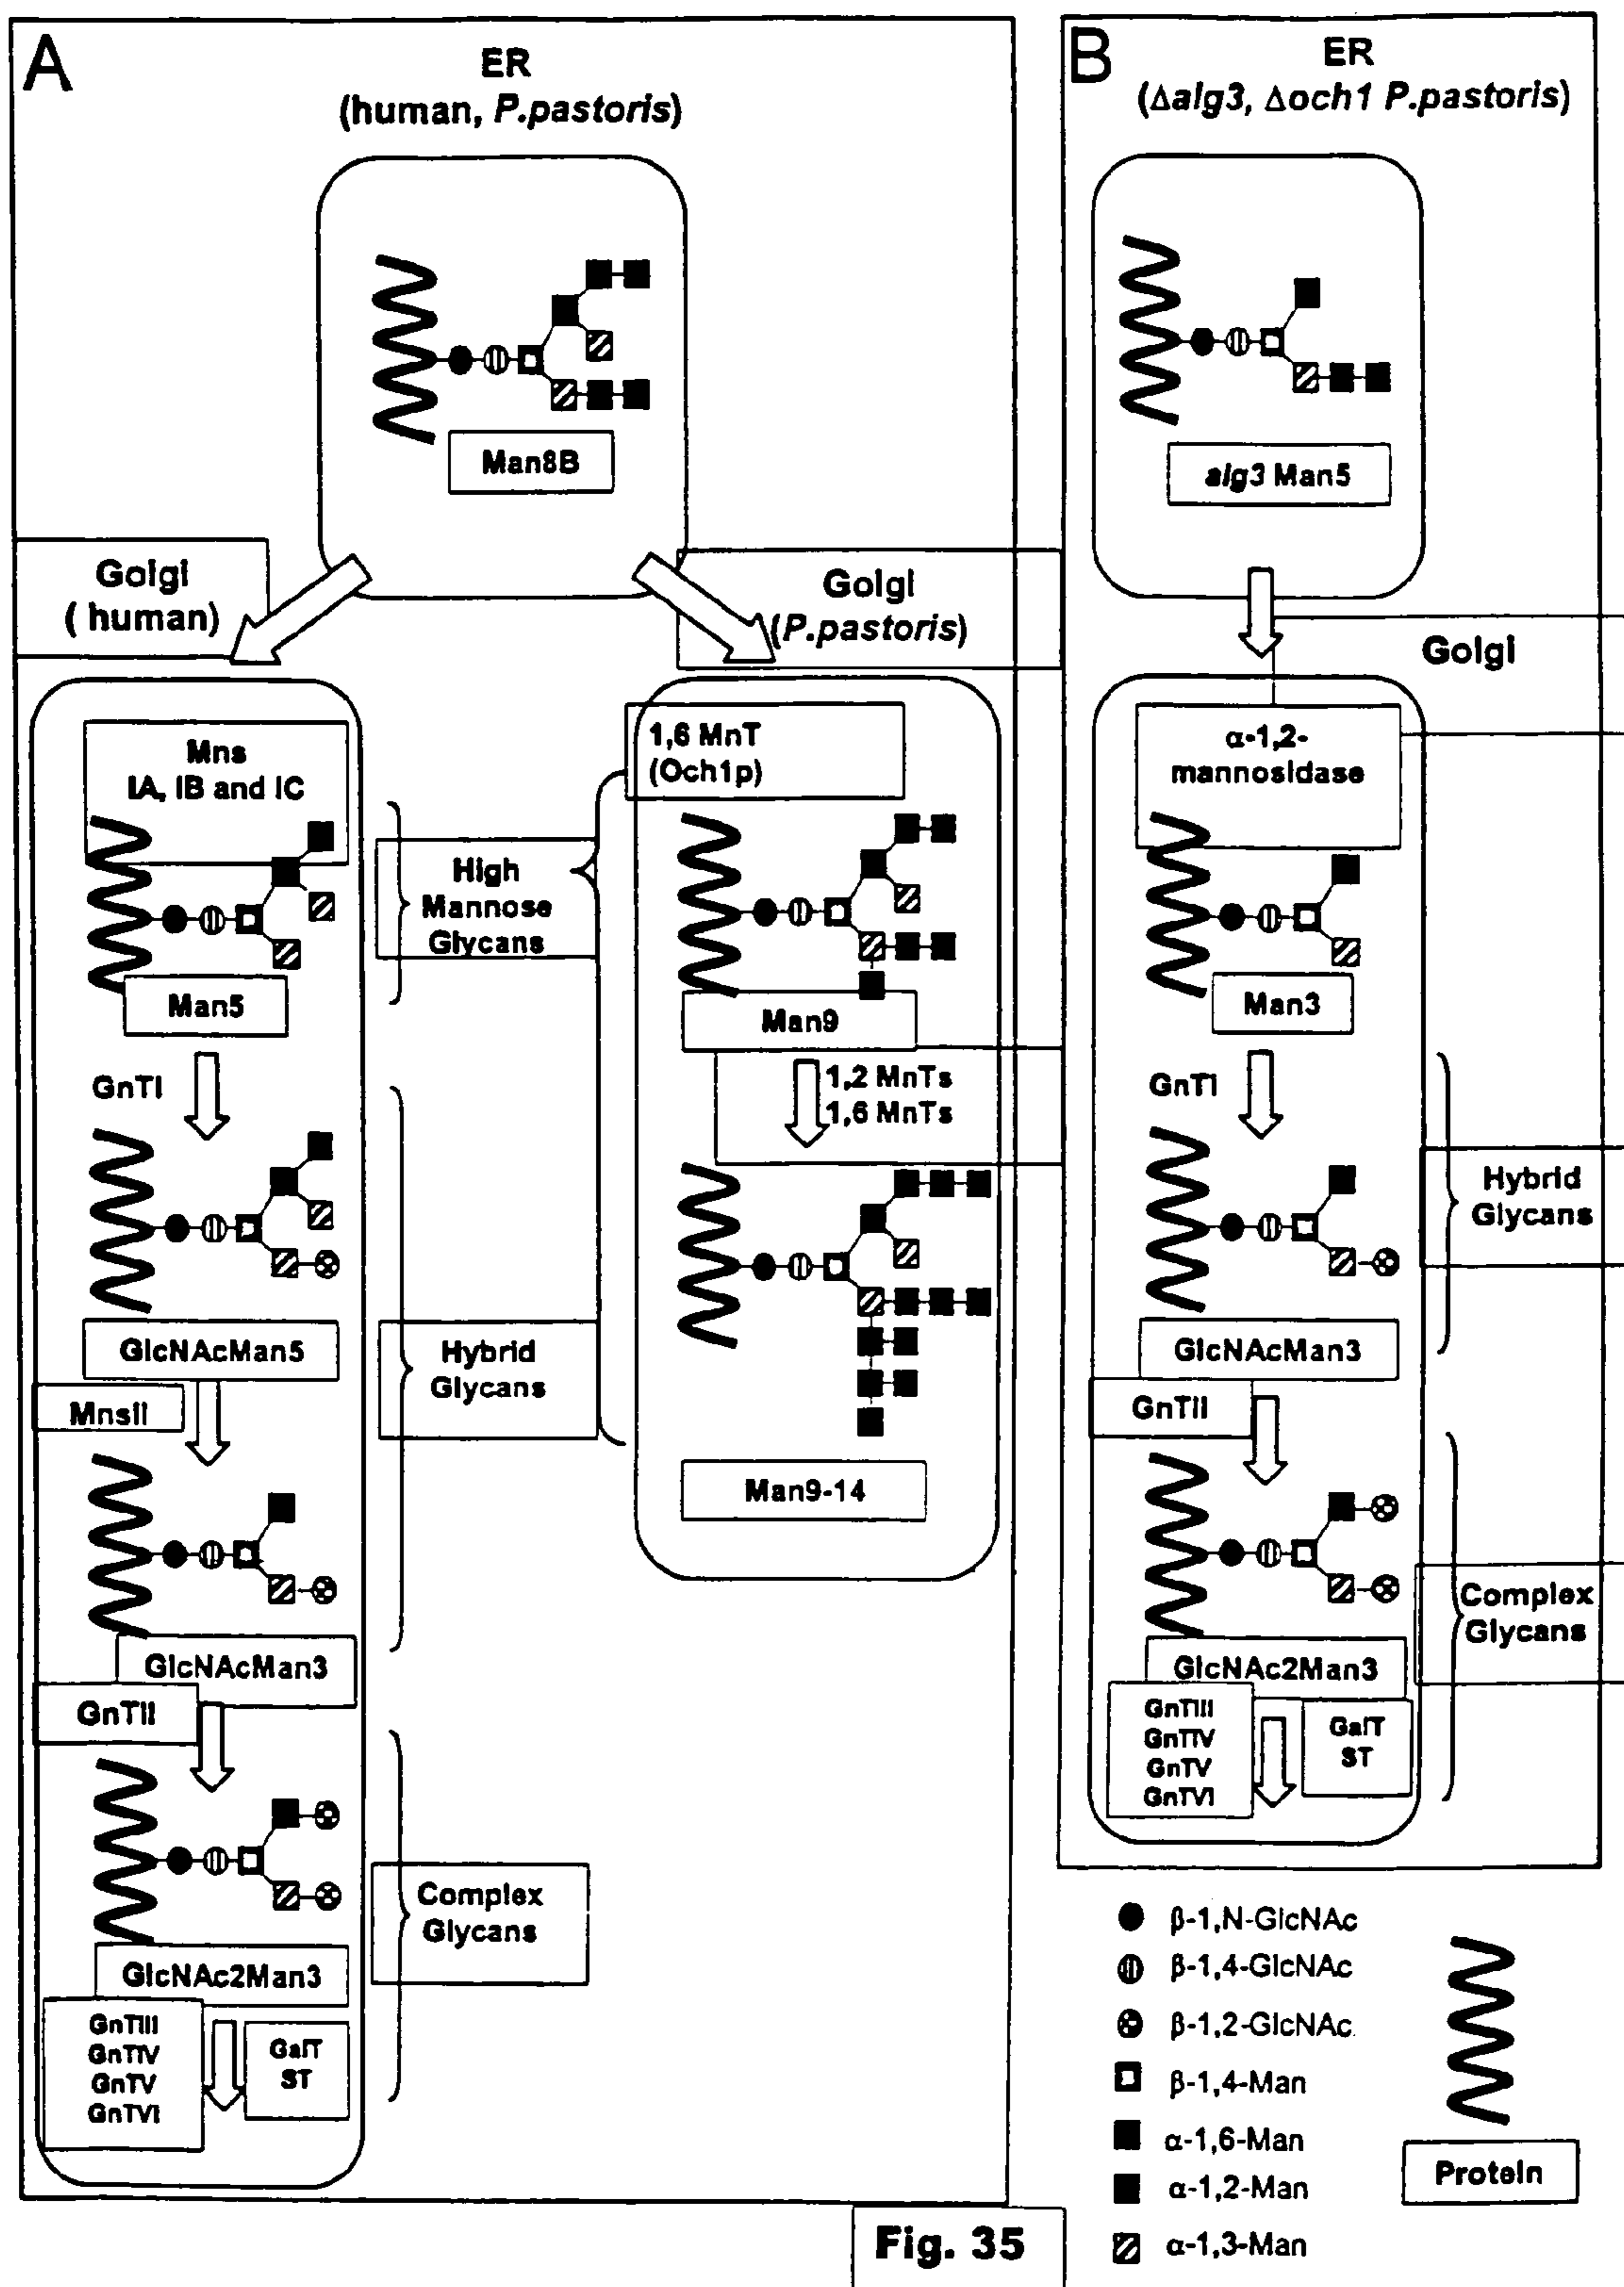 A
ER
(human, P.pastoris)
Man8B
Golgi
( human)
Golgi
(P.pastoris)
Mns
IA, IB and IC
Man5
GnTI
GlcNAcMan5
MnsII
GlcNAcMan3
GnTII
GlcNAc2Man3
GnTIII
GnTIV
GnTV
GnTVI
GalT
ST
High
Mannose
Glycans
Hybrid
Glycans
Complex
Glycans
1,6 MnT
(Och1p)
Man9
1,2 MnTs
1,6 MnTs
Man9-14
B
ER
(Δalg3, Δoch1 P.pastoris)
alg3 Man5
Golgi
α-1,2-
mannosidase
Man3
GnTI
GlcNAcMan3
GnTII
GlcNAc2Man3
GnTIII
GnTIV
GnTV
GnTVI
GalT
ST
Hybrid
Glycans
Complex
Glycans
β-1,N-GlcNAc
β-1,4-GlcNAc
β-1,2-GlcNAc
β-1,4-Man
α-1,6-Man
α-1,2-Man
α-1,3-Man
Protein
Fig. 35